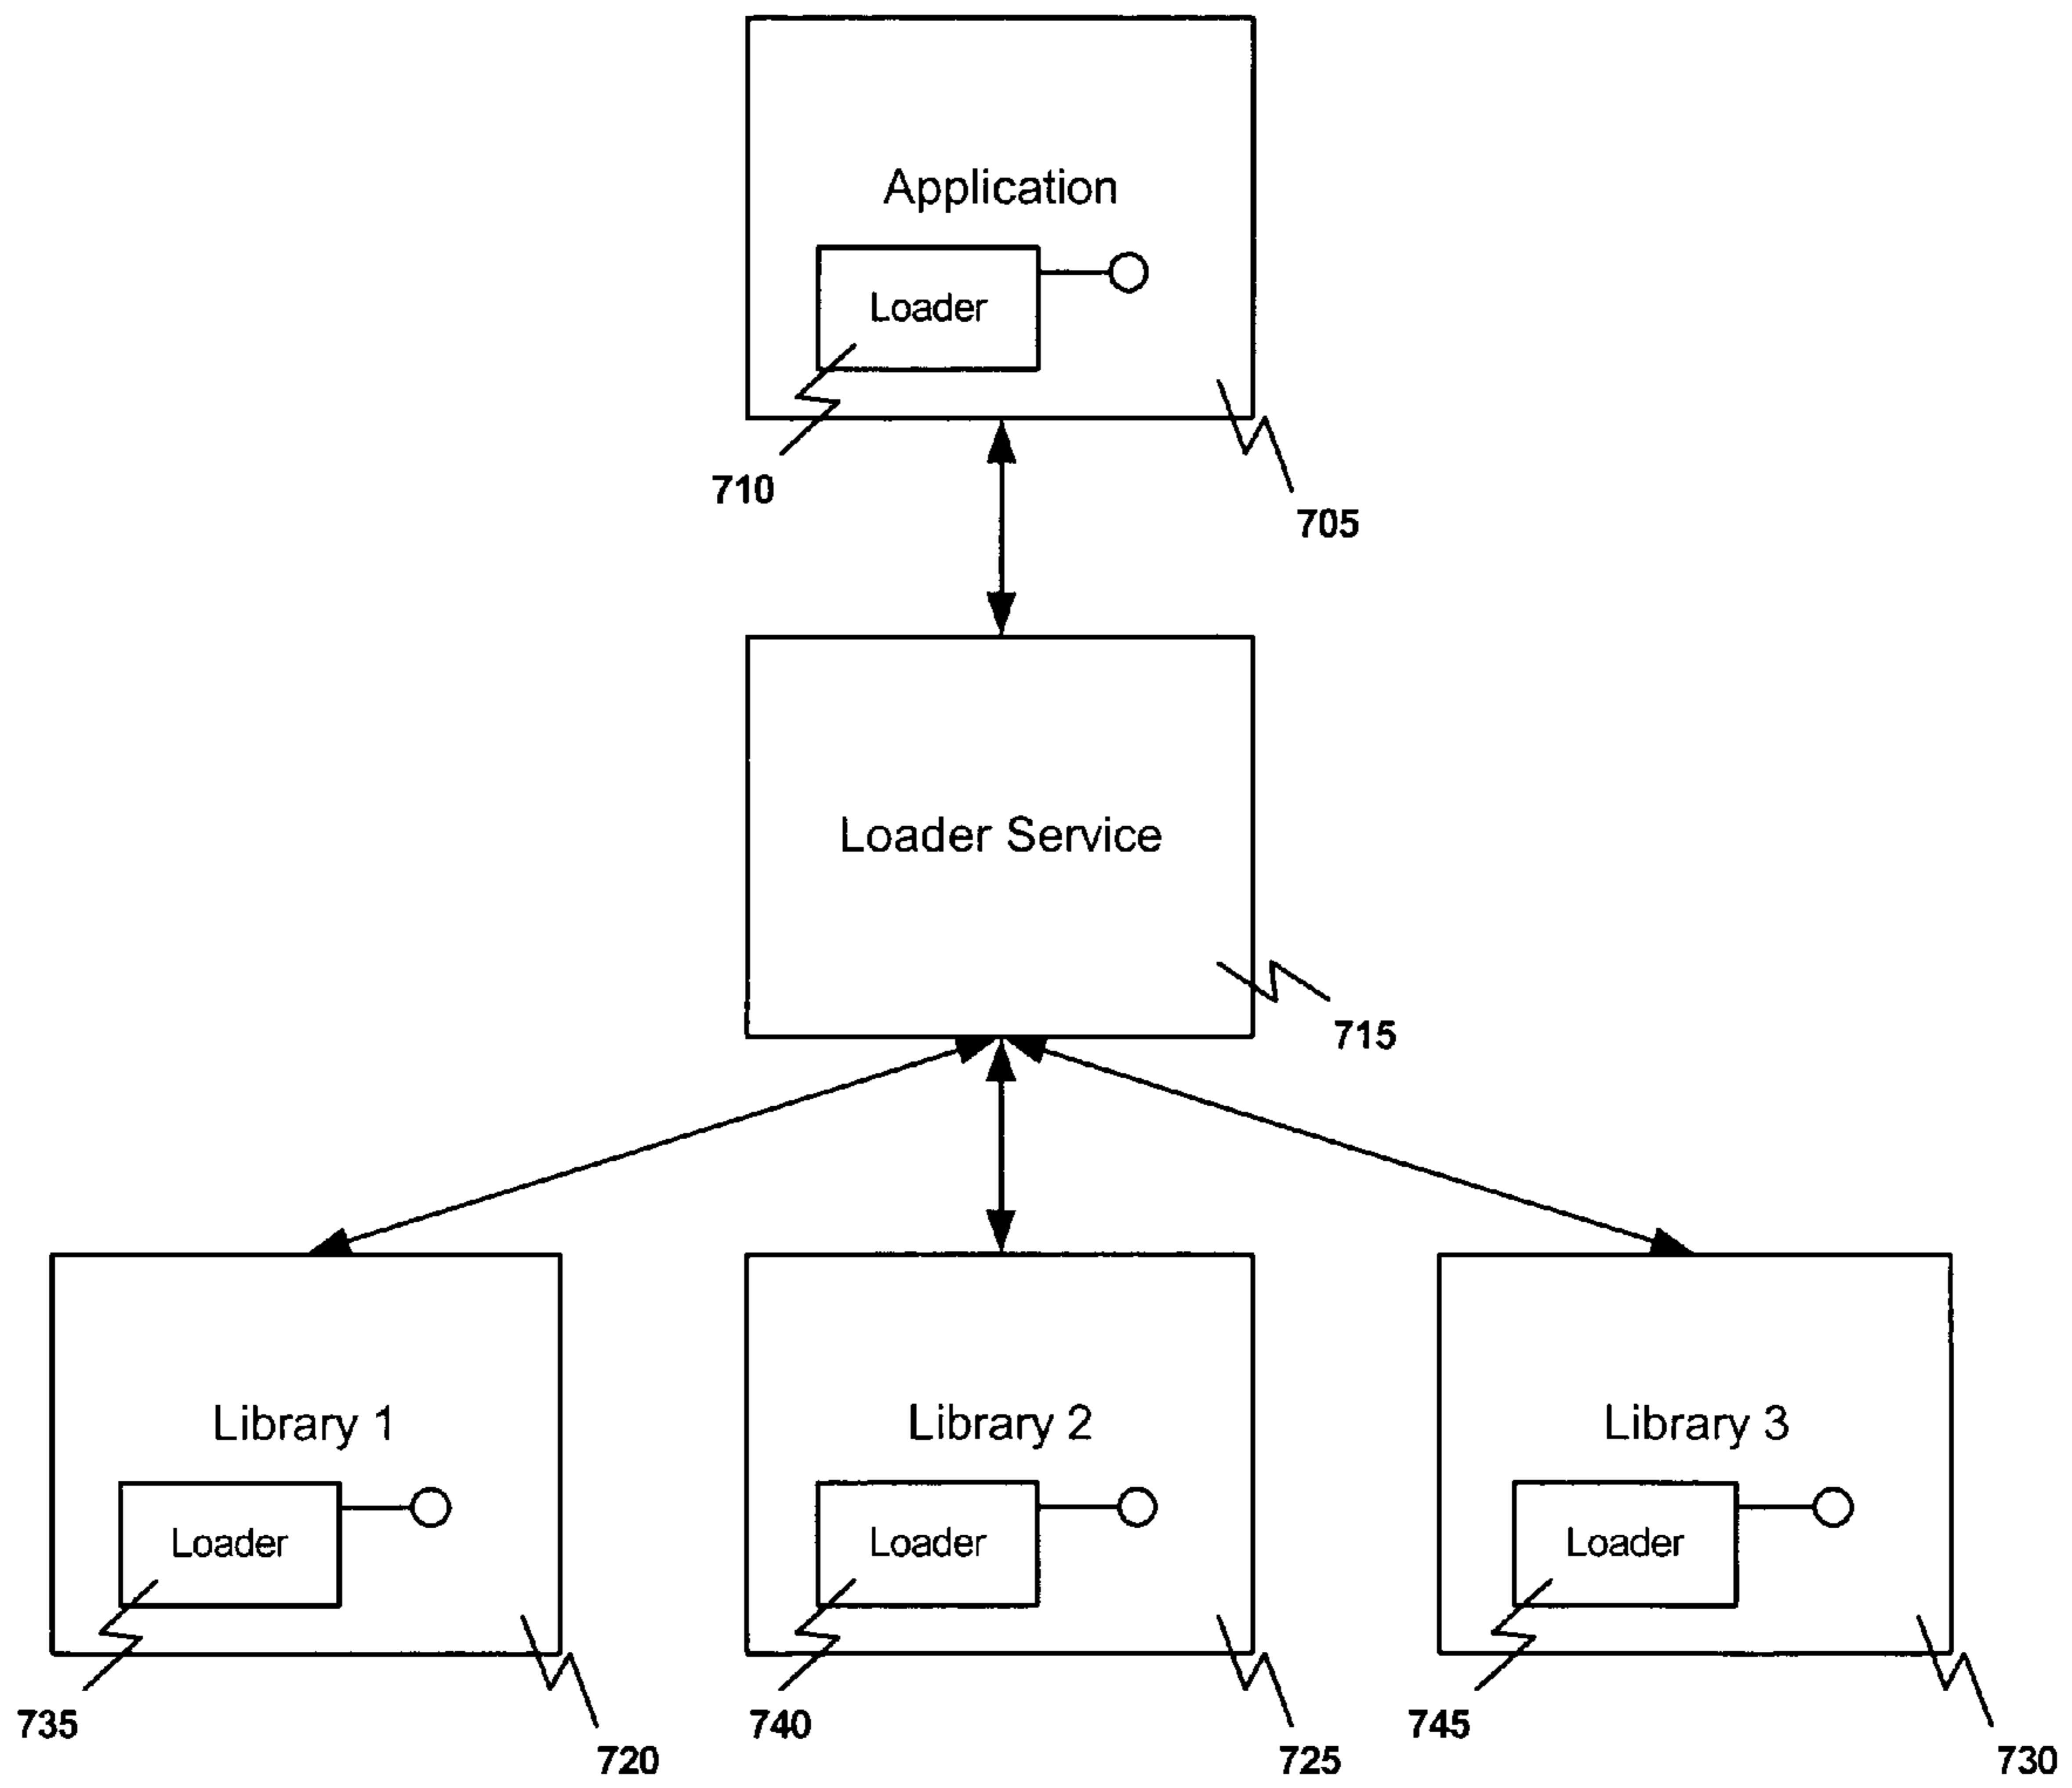 Application
Loader
710
705
Loader Service
715
Library 1
Library 2
Library 3
Loader
Loader
Loader
735
740
745
720
725
730